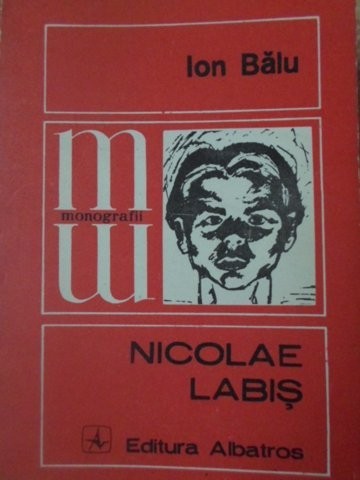 Ion Bălu
m
monografii
m
NICOLAE
LABIȘ
Editura Albatros